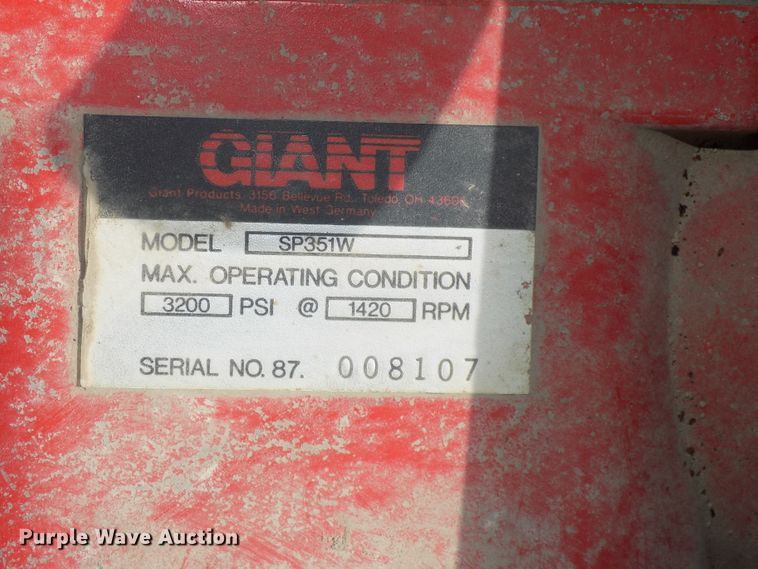 GIANT
Giant Products, 3156 Bellevue Rd., Toledo, OH 43606
Made in West Germany
MODEL SP351W
MAX. OPERATING CONDITION
3200 PSI @ 1420 RPM
SERIAL NO. 87. 008107
Purple Wave Auction